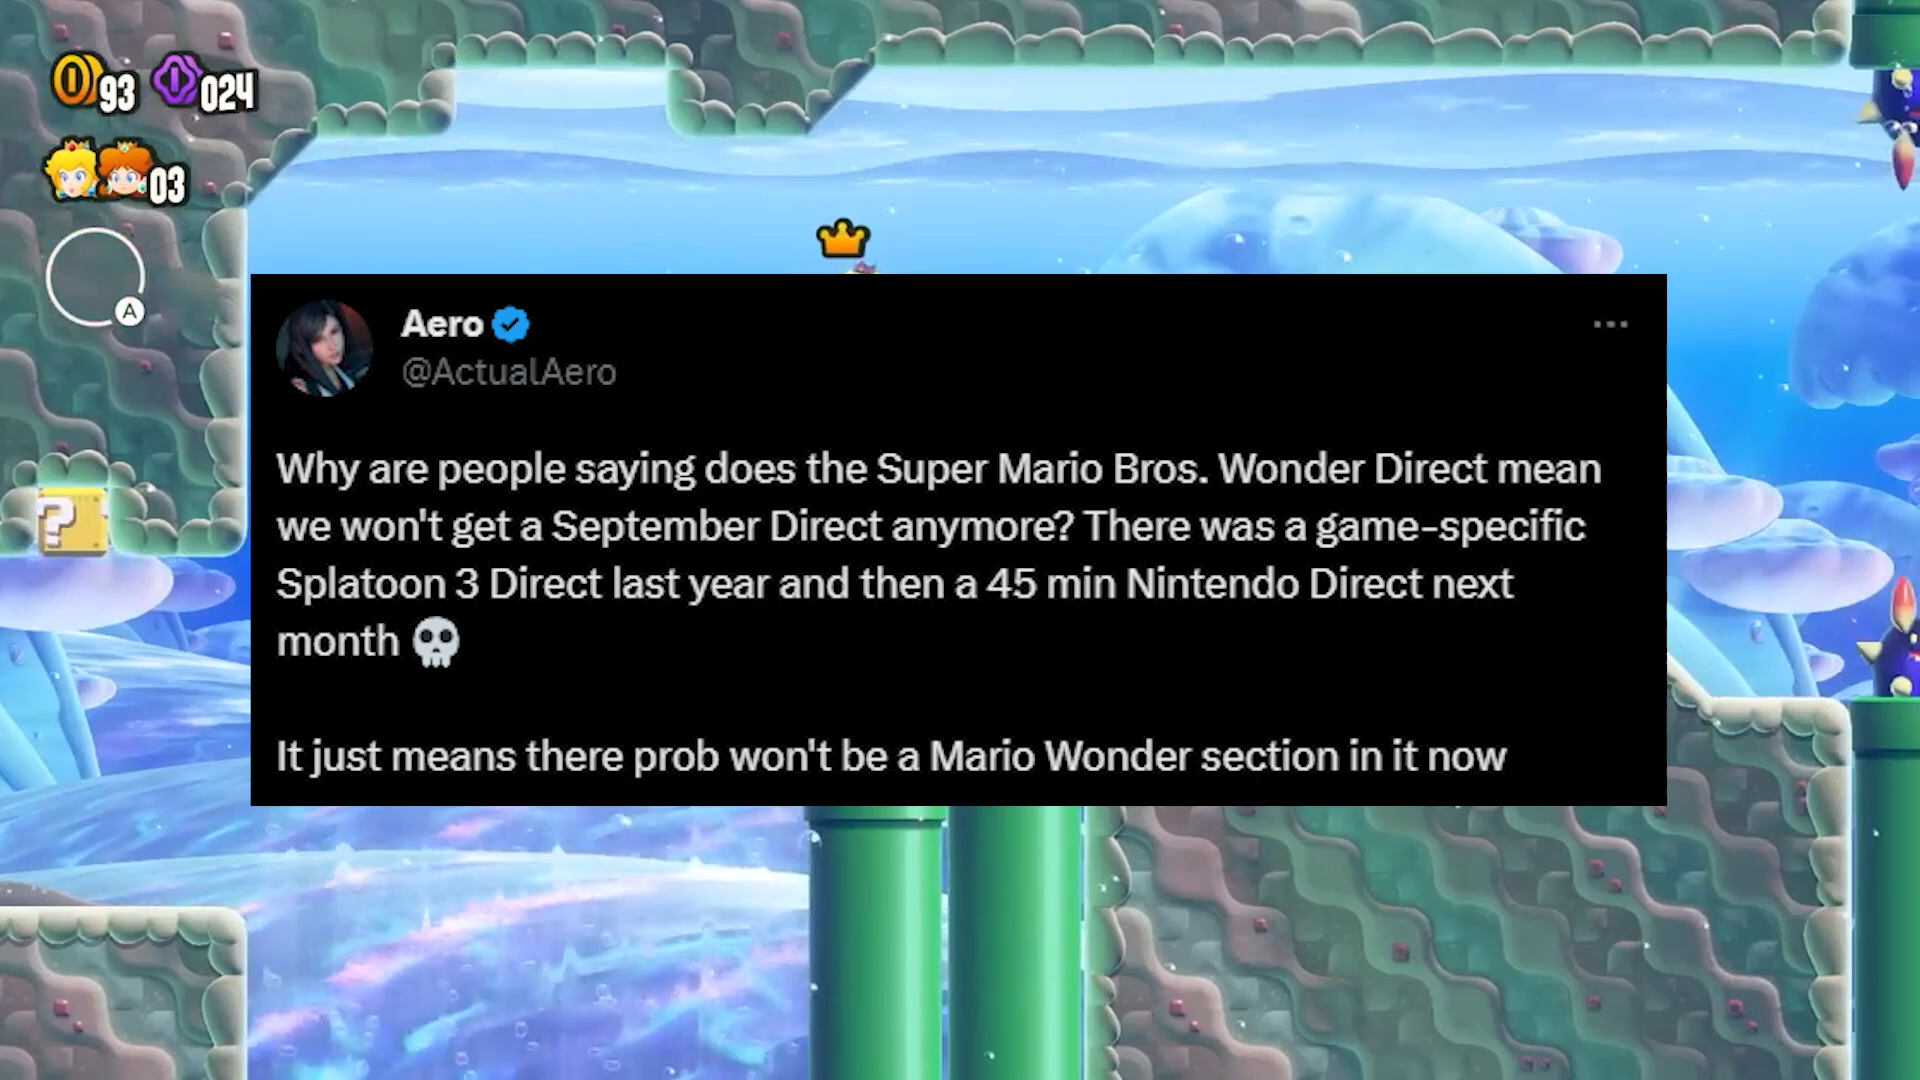 93 024
03
A
?
Aero
@ActualAero
Why are people saying does the Super Mario Bros. Wonder Direct mean
we won't get a September Direct anymore? There was a game-specific
Splatoon 3 Direct last year and then a 45 min Nintendo Direct next
month 💀
It just means there prob won't be a Mario Wonder section in it now